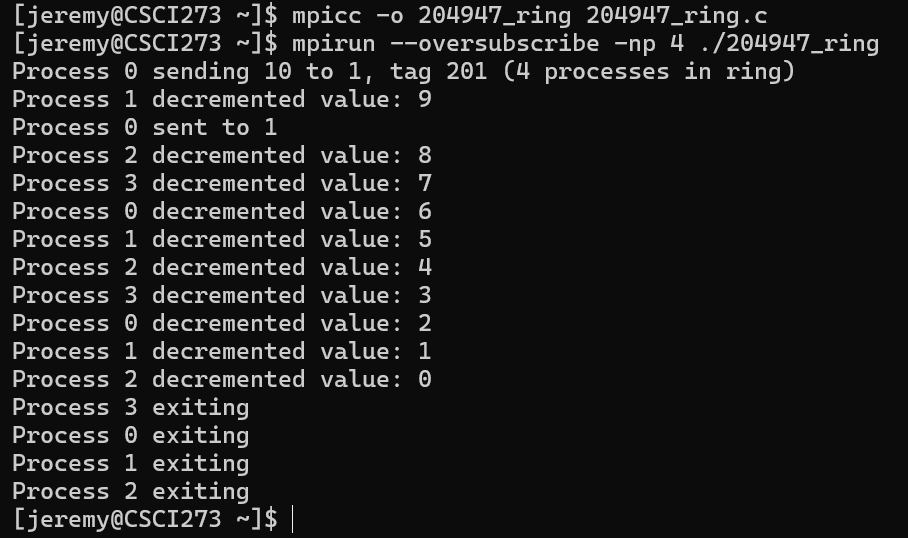 [jeremy@CSCI273 ~]$ mpicc -o 204947_ring 204947_ring.c
[jeremy@CSCI273 ~]$ mpirun --oversubscribe -np 4 ./204947_ring
Process 0 sending 10 to 1, tag 201 (4 processes in ring)
Process 1 decremented value: 9
Process 0 sent to 1
Process 2 decremented value: 8
Process 3 decremented value: 7
Process 0 decremented value: 6
Process 1 decremented value: 5
Process 2 decremented value: 4
Process 3 decremented value: 3
Process 0 decremented value: 2
Process 1 decremented value: 1
Process 2 decremented value: 0
Process 3 exiting
Process 0 exiting
Process 1 exiting
Process 2 exiting
[jeremy@CSCI273 ~]$